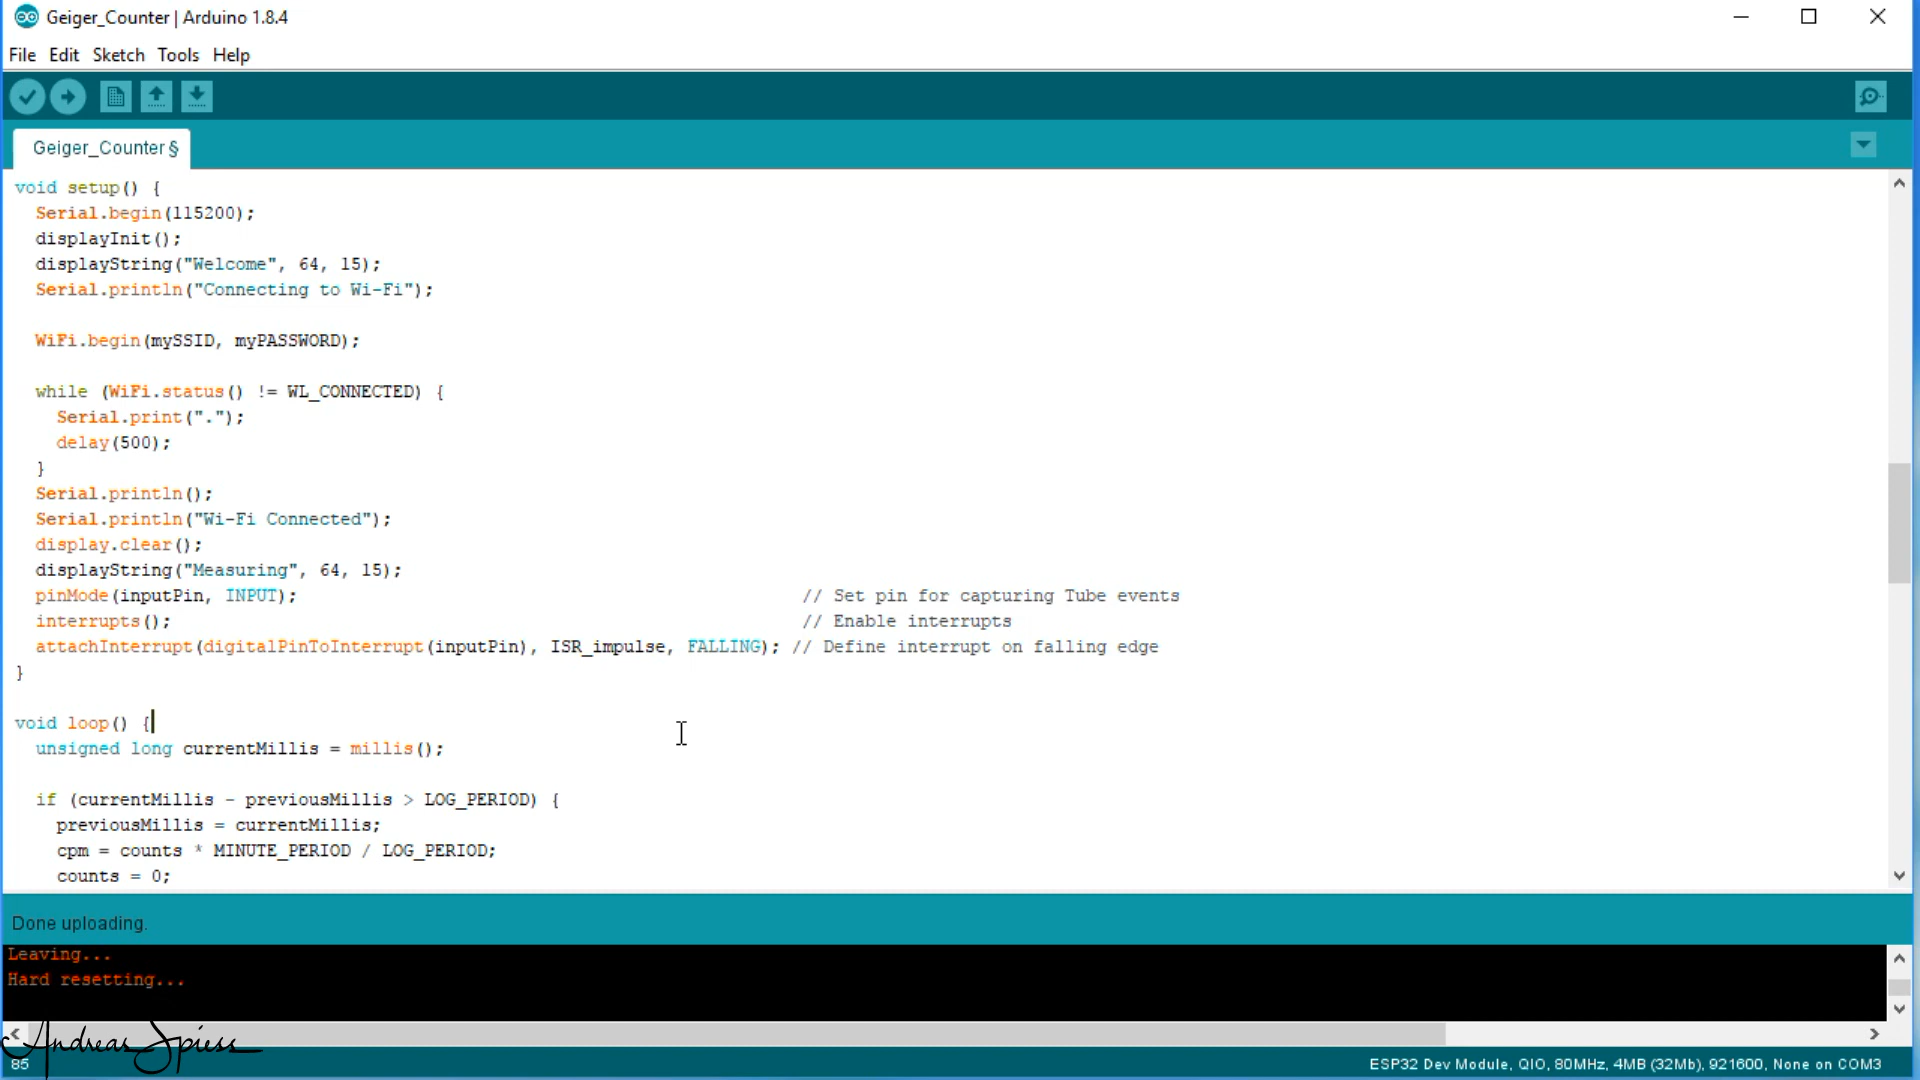 Geiger_Counter | Arduino 1.8.4
File Edit Sketch Tools Help
Geiger_Counter §
void setup() {
  Serial.begin(115200);
  displayInit();
  displayString("Welcome", 64, 15);
  Serial.println("Connecting to Wi-Fi");
  WiFi.begin(mySSID, myPASSWORD);
  while (WiFi.status() != WL_CONNECTED) {
    Serial.print(".");
    delay(500);
  }
  Serial.println();
  Serial.println("Wi-Fi Connected");
  display.clear();
  displayString("Measuring", 64, 15);
  pinMode(inputPin, INPUT); // Set pin for capturing Tube events
  interrupts(); // Enable interrupts
  attachInterrupt(digitalPinToInterrupt(inputPin), ISR_impulse, FALLING); // Define interrupt on falling edge
}
void loop() {
  unsigned long currentMillis = millis();
  if (currentMillis - previousMillis > LOG_PERIOD) {
    previousMillis = currentMillis;
    cpm = counts * MINUTE_PERIOD / LOG_PERIOD;
    counts = 0;
Done uploading.
Leaving...
Hard resetting...
Andreas Spiess
85
ESP32 Dev Module, QIO, 80MHz, 4MB (32Mb), 921600, None on COM3